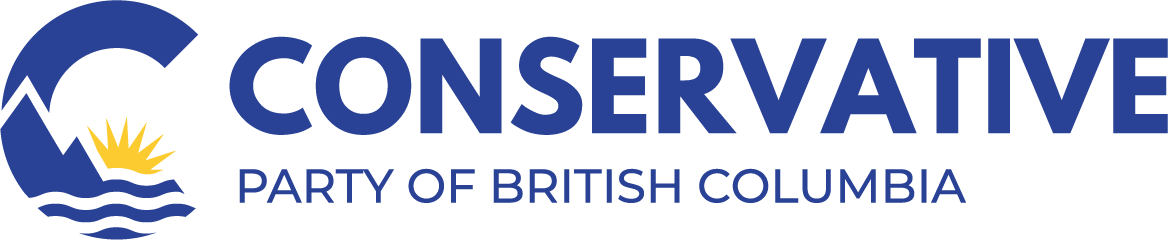 CONSERVATIVE
PARTY OF BRITISH COLUMBIA